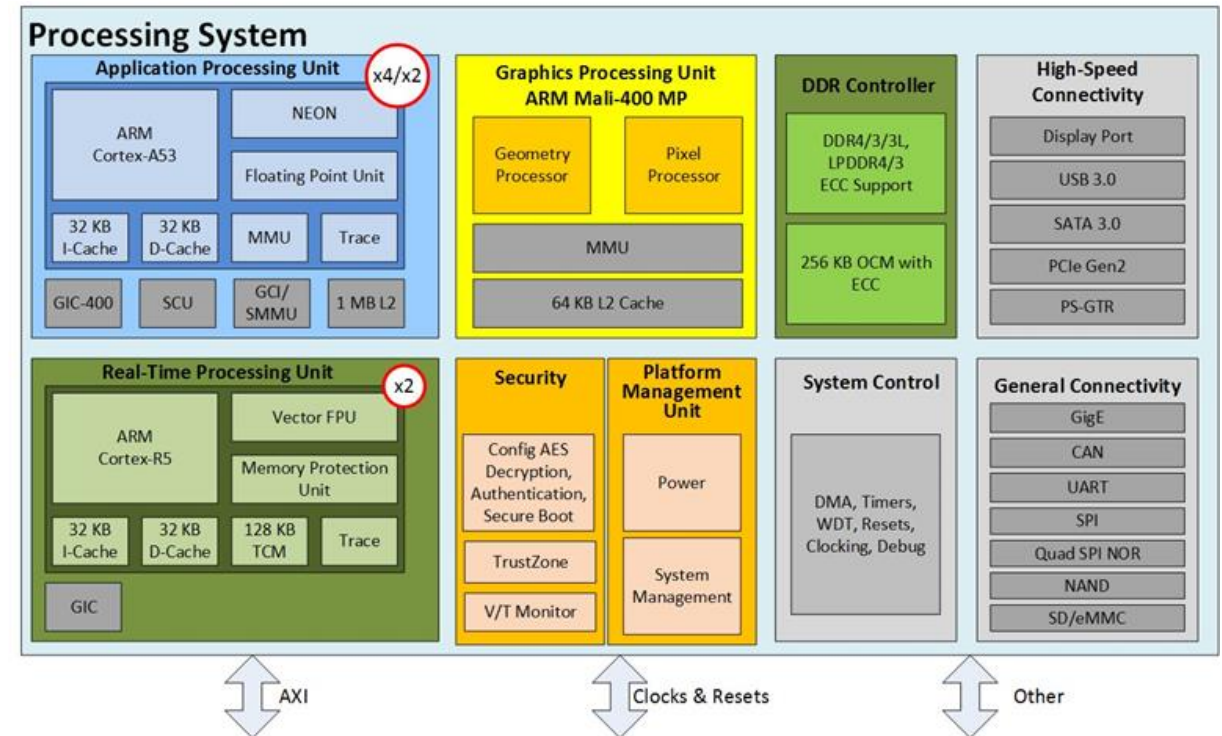 Processing System
Application Processing Unit
x4/x2
ARM
Cortex-A53
NEON
Floating Point Unit
32 KB
I-Cache
32 KB
D-Cache
MMU
Trace
GIC-400
SCU
GCI/
SMMU
1 MB L2
Graphics Processing Unit
ARM Mali-400 MP
Geometry
Processor
Pixel
Processor
MMU
64 KB L2 Cache
DDR Controller
DDR4/3/3L,
LPDDR4/3
ECC Support
256 KB OCM with
ECC
High-Speed
Connectivity
Display Port
USB 3.0
SATA 3.0
PCIe Gen2
PS-GTR
Real-Time Processing Unit
x2
ARM
Cortex-R5
Vector FPU
Memory Protection
Unit
32 KB
I-Cache
32 KB
D-Cache
128 KB
TCM
Trace
GIC
Security
Config AES
Decryption,
Authentication,
Secure Boot
TrustZone
V/T Monitor
Platform
Management
Unit
Power
System
Management
System Control
DMA, Timers,
WDT, Resets,
Clocking, Debug
General Connectivity
GigE
CAN
UART
SPI
Quad SPI NOR
NAND
SD/eMMC
AXI
Clocks & Resets
Other